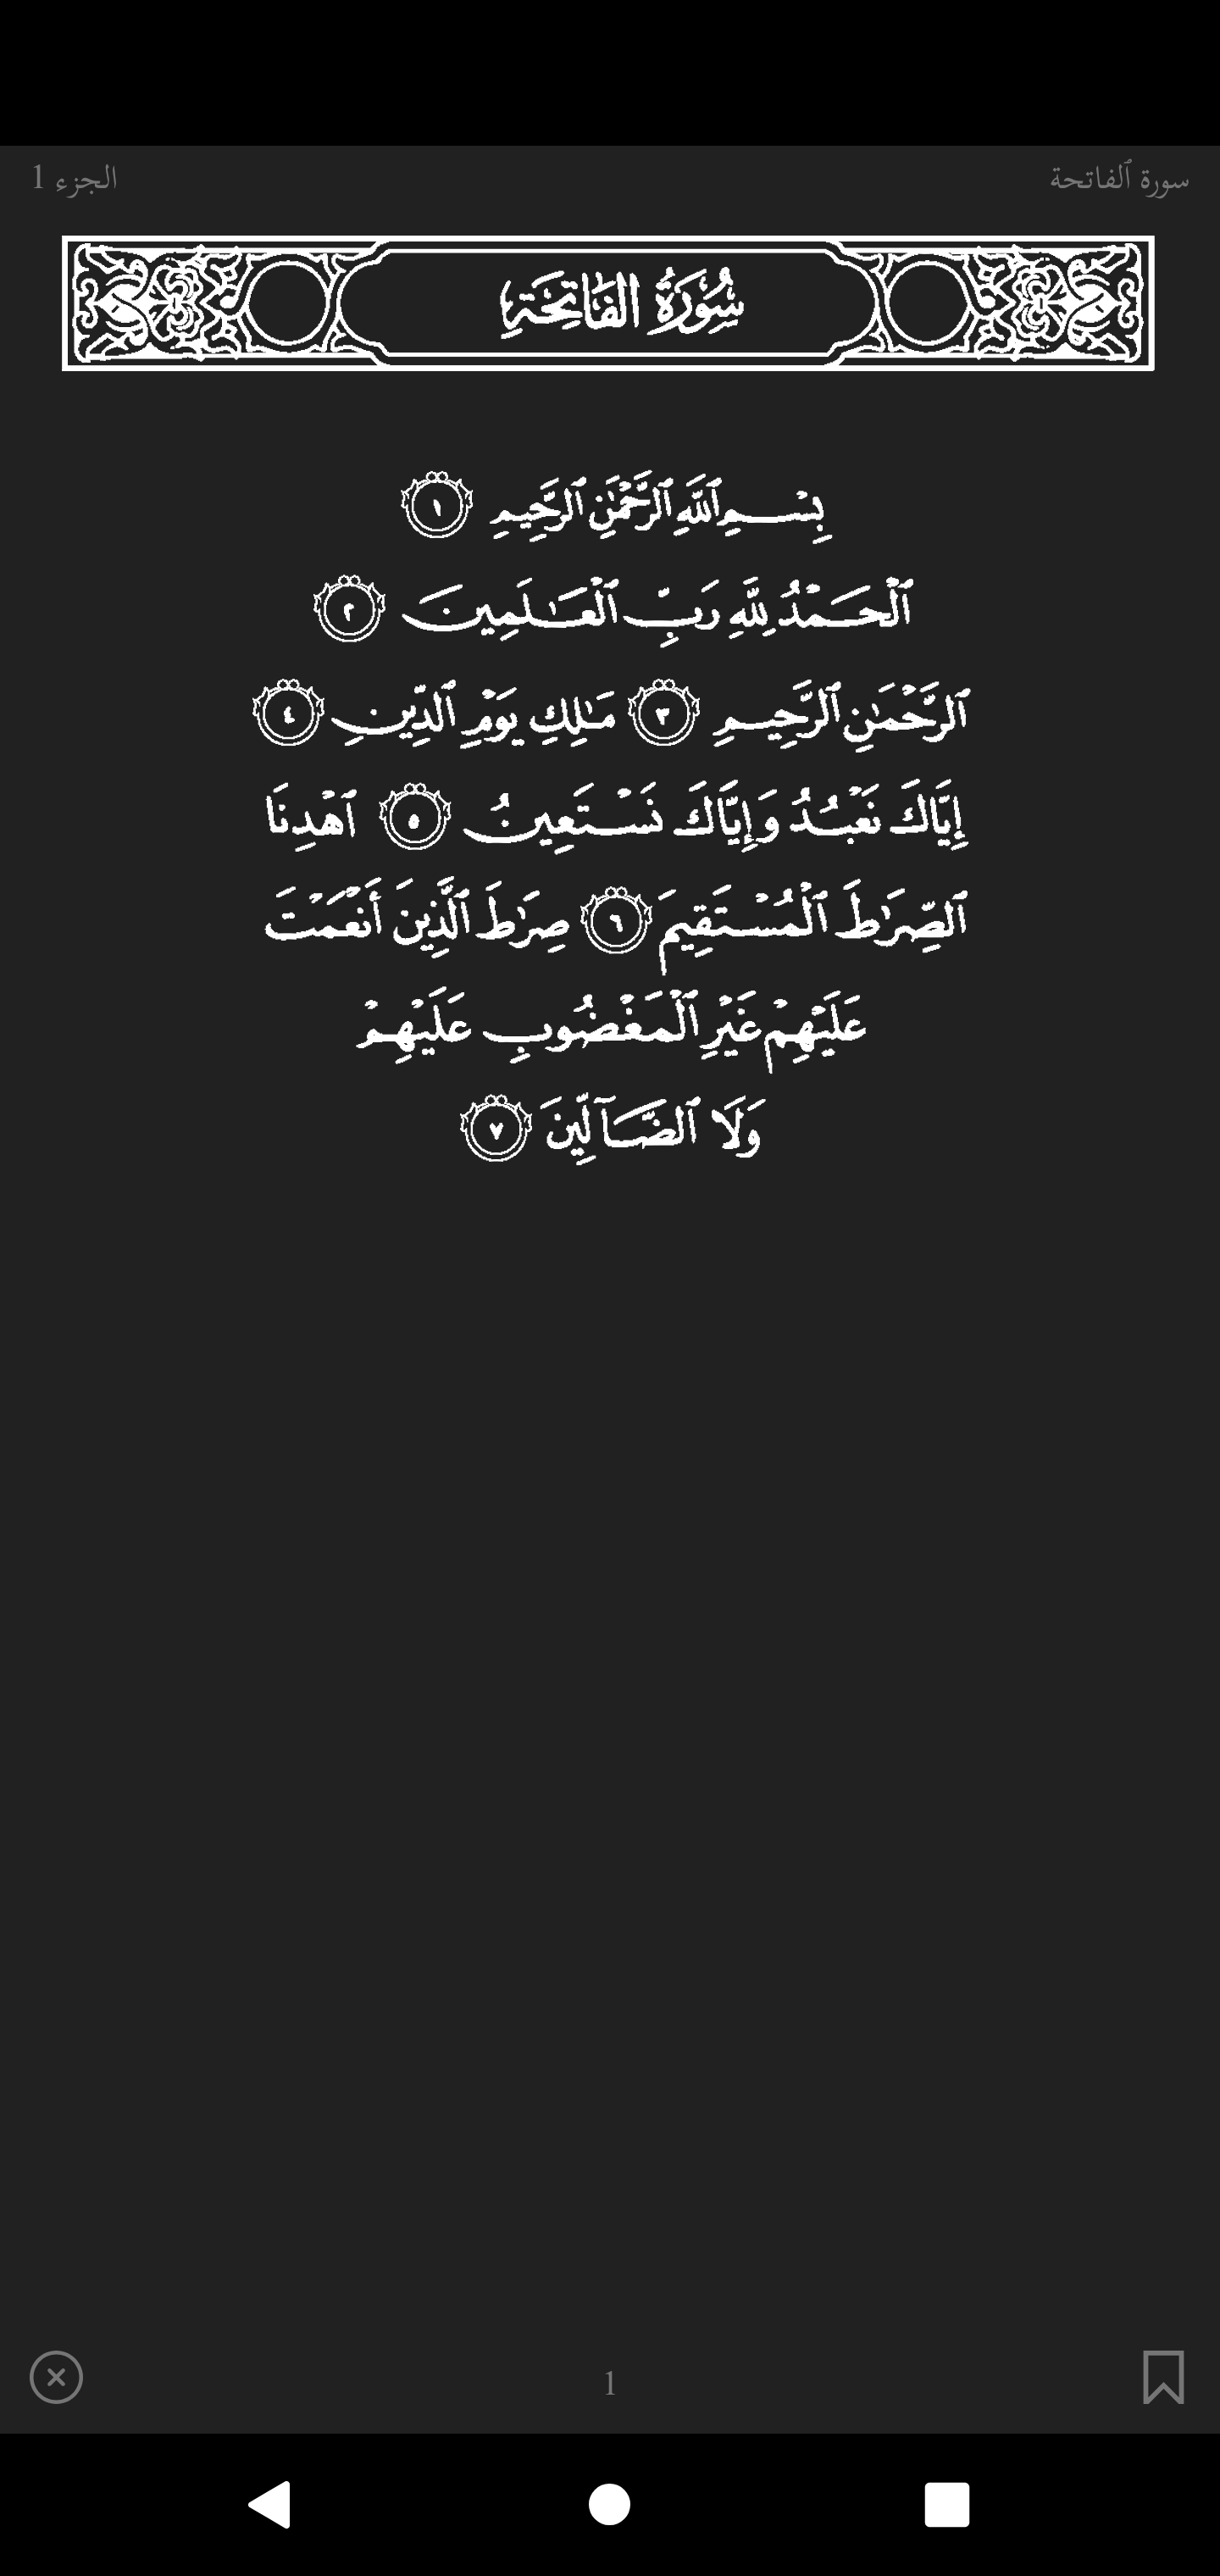 سورة ٱلفاتحة
الجزء 1
سُورَةُ الفَاتِحَةِ
بِسْمِ ٱللَّهِ ٱلرَّحْمَٰنِ ٱلرَّحِيمِ ١
ٱلْحَمْدُ لِلَّهِ رَبِّ ٱلْعَٰلَمِينَ ٢
ٱلرَّحْمَٰنِ ٱلرَّحِيمِ ٣ مَٰلِكِ يَوْمِ ٱلدِّينِ ٤
إِيَّاكَ نَعْبُدُ وَإِيَّاكَ نَسْتَعِينُ ٥ ٱهْدِنَا
ٱلصِّرَٰطَ ٱلْمُسْتَقِيمَ ٦ صِرَٰطَ ٱلَّذِينَ أَنْعَمْتَ
عَلَيْهِمْ غَيْرِ ٱلْمَغْضُوبِ عَلَيْهِمْ
وَلَا ٱلضَّآلِّينَ ٧
1